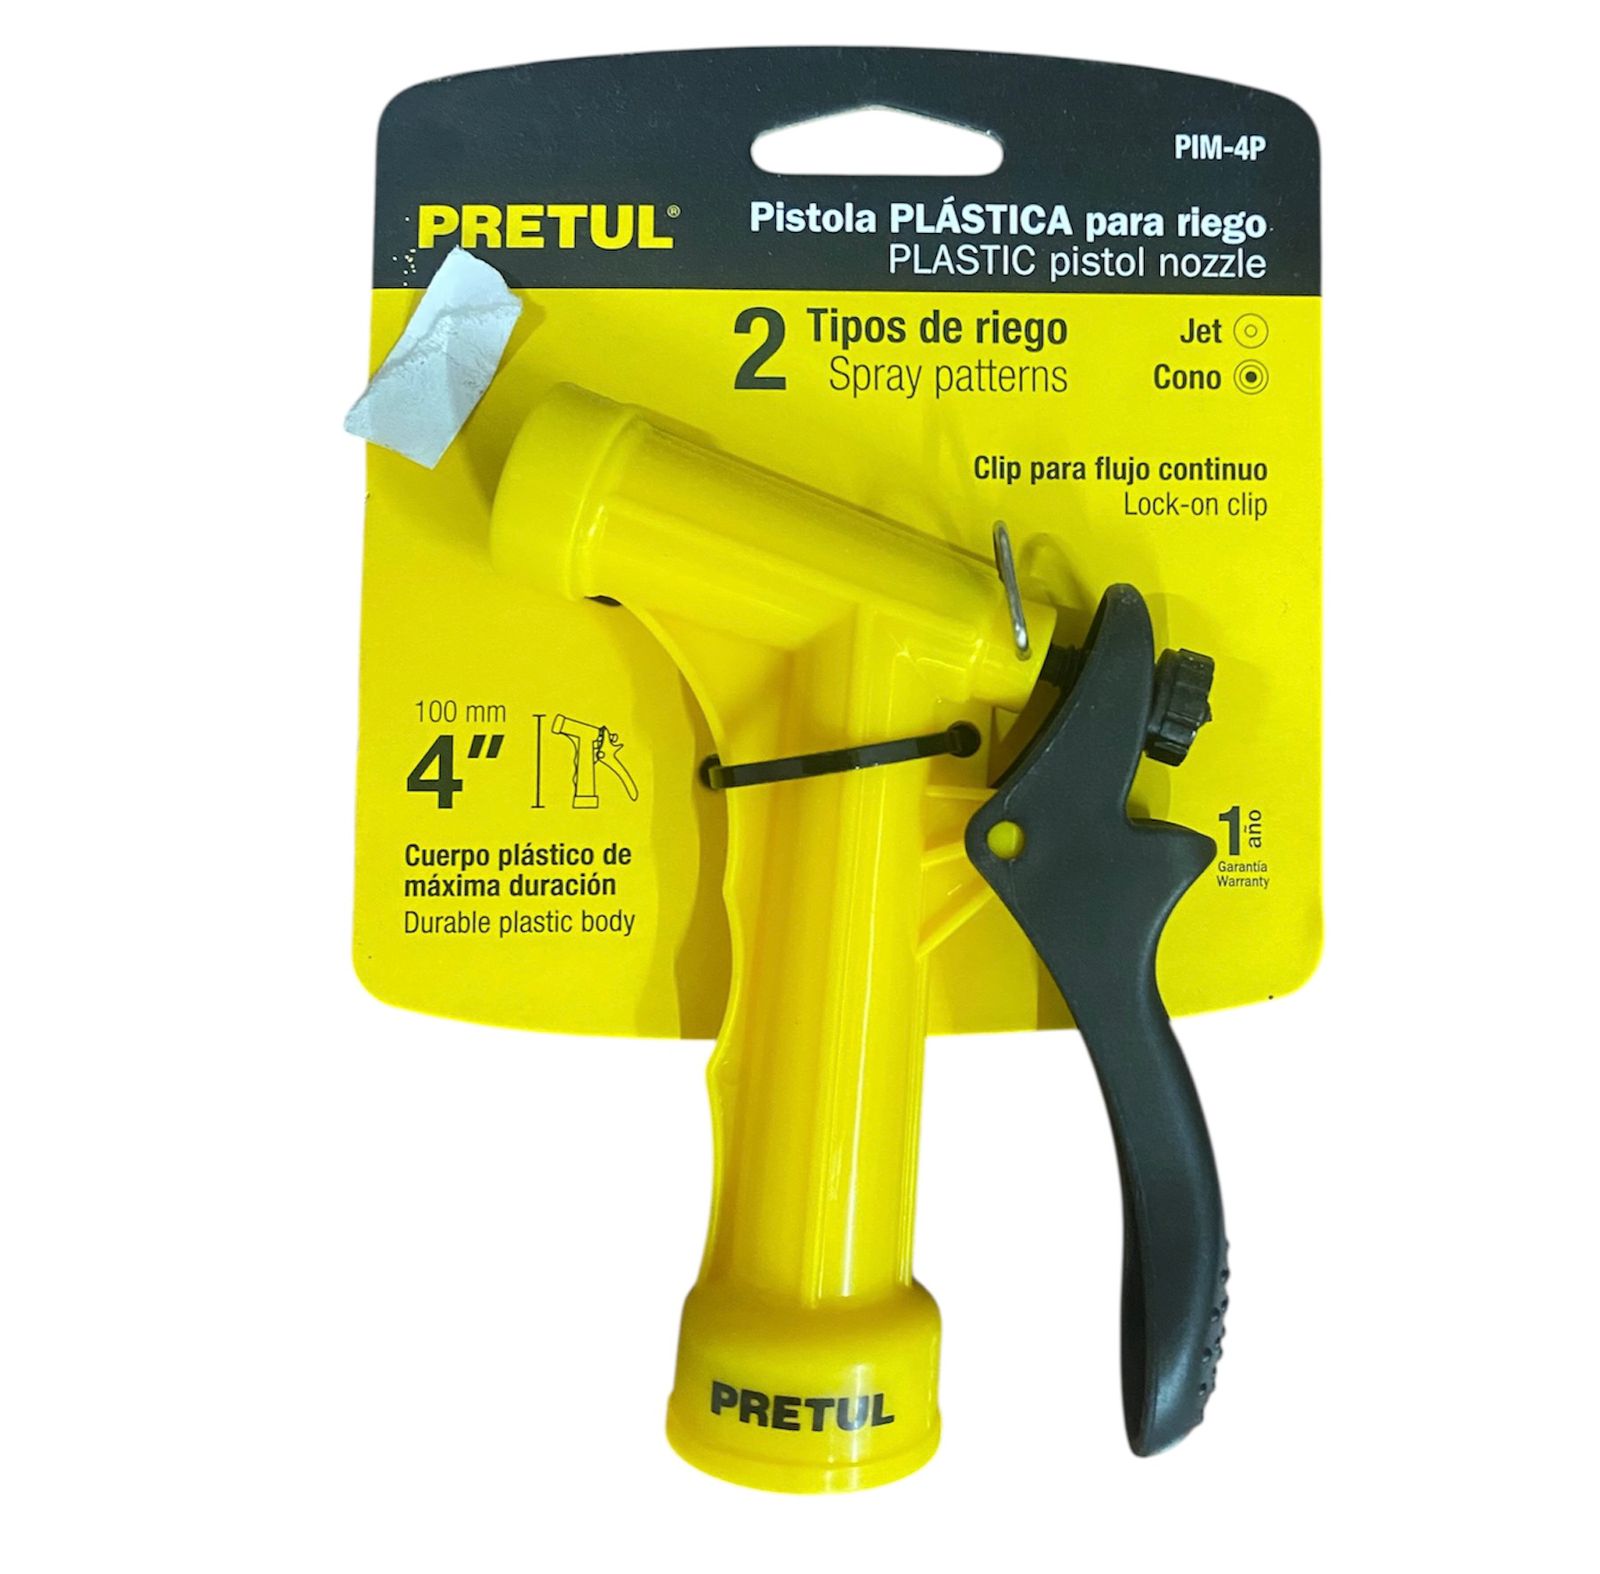 PIM-4P
PRETUL®
Pistola PLÁSTICA para riego
PLASTIC pistol nozzle
2 Tipos de riego
Spray patterns
Jet
Cono
Clip para flujo continuo
Lock-on clip
100 mm
4"
Cuerpo plástico de
máxima duración
Durable plastic body
1 año
Garantía
Warranty
PRETUL